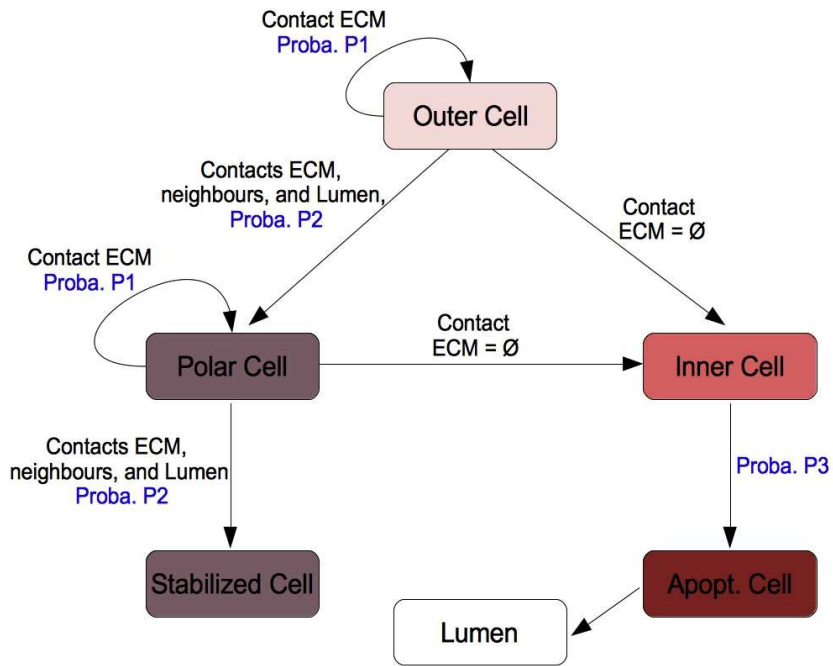 Contact ECM
Proba. P1
Outer Cell
Contacts ECM,
neighbours, and Lumen,
Proba. P2
Contact
ECM = Ø
Contact ECM
Proba. P1
Contact
ECM = Ø
Polar Cell
Inner Cell
Contacts ECM,
neighbours, and Lumen
Proba. P2
Proba. P3
Stabilized Cell
Apopt. Cell
Lumen